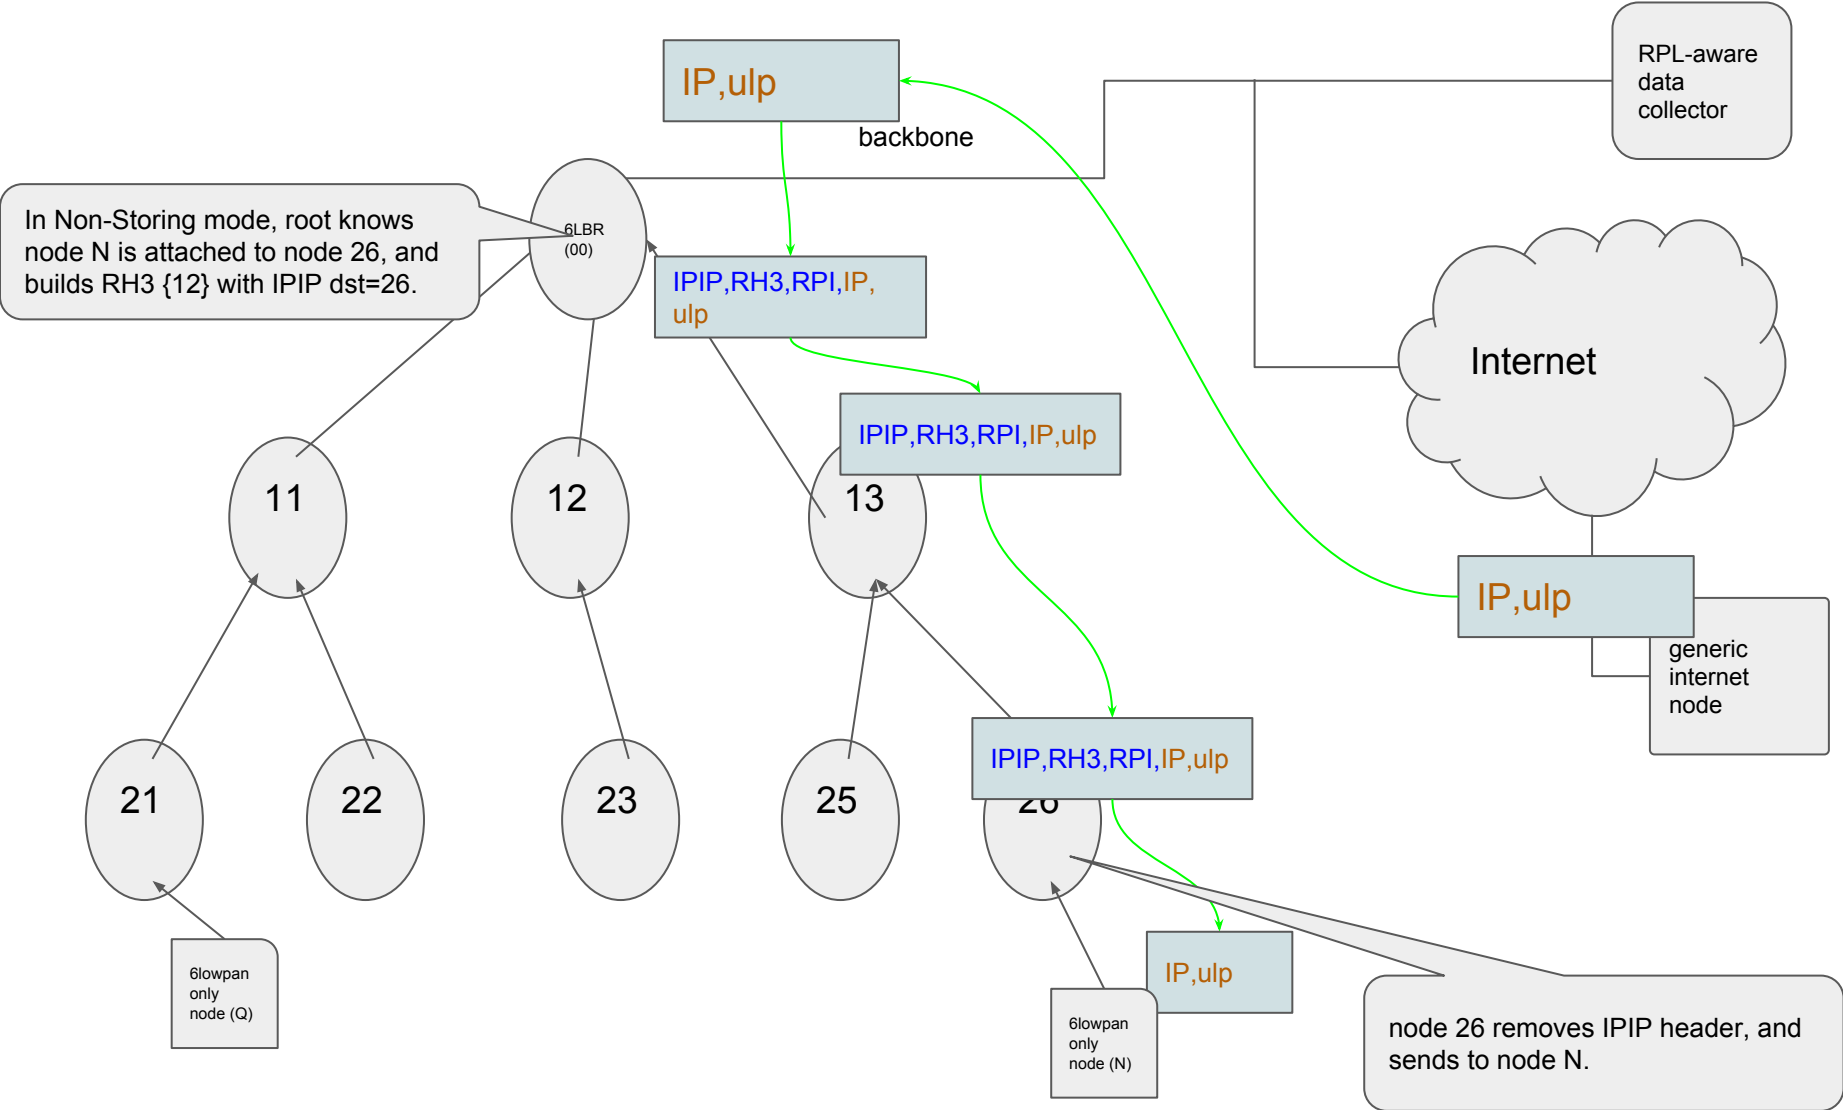 IP,ulp
RPL-aware
data
collector
backbone
In Non-Storing mode, root knows
node N is attached to node 26, and
builds RH3 {12} with IPIP dst=26.
6LBR
(00)
IPIP,RH3,RPI,IP,
ulp
Internet
IPIP,RH3,RPI,IP,ulp
11
12
13
IP,ulp
generic
internet
node
IPIP,RH3,RPI,IP,ulp
21
22
23
25
26
6lowpan
only
node (Q)
IP,ulp
6lowpan
only
node (N)
node 26 removes IPIP header, and
sends to node N.